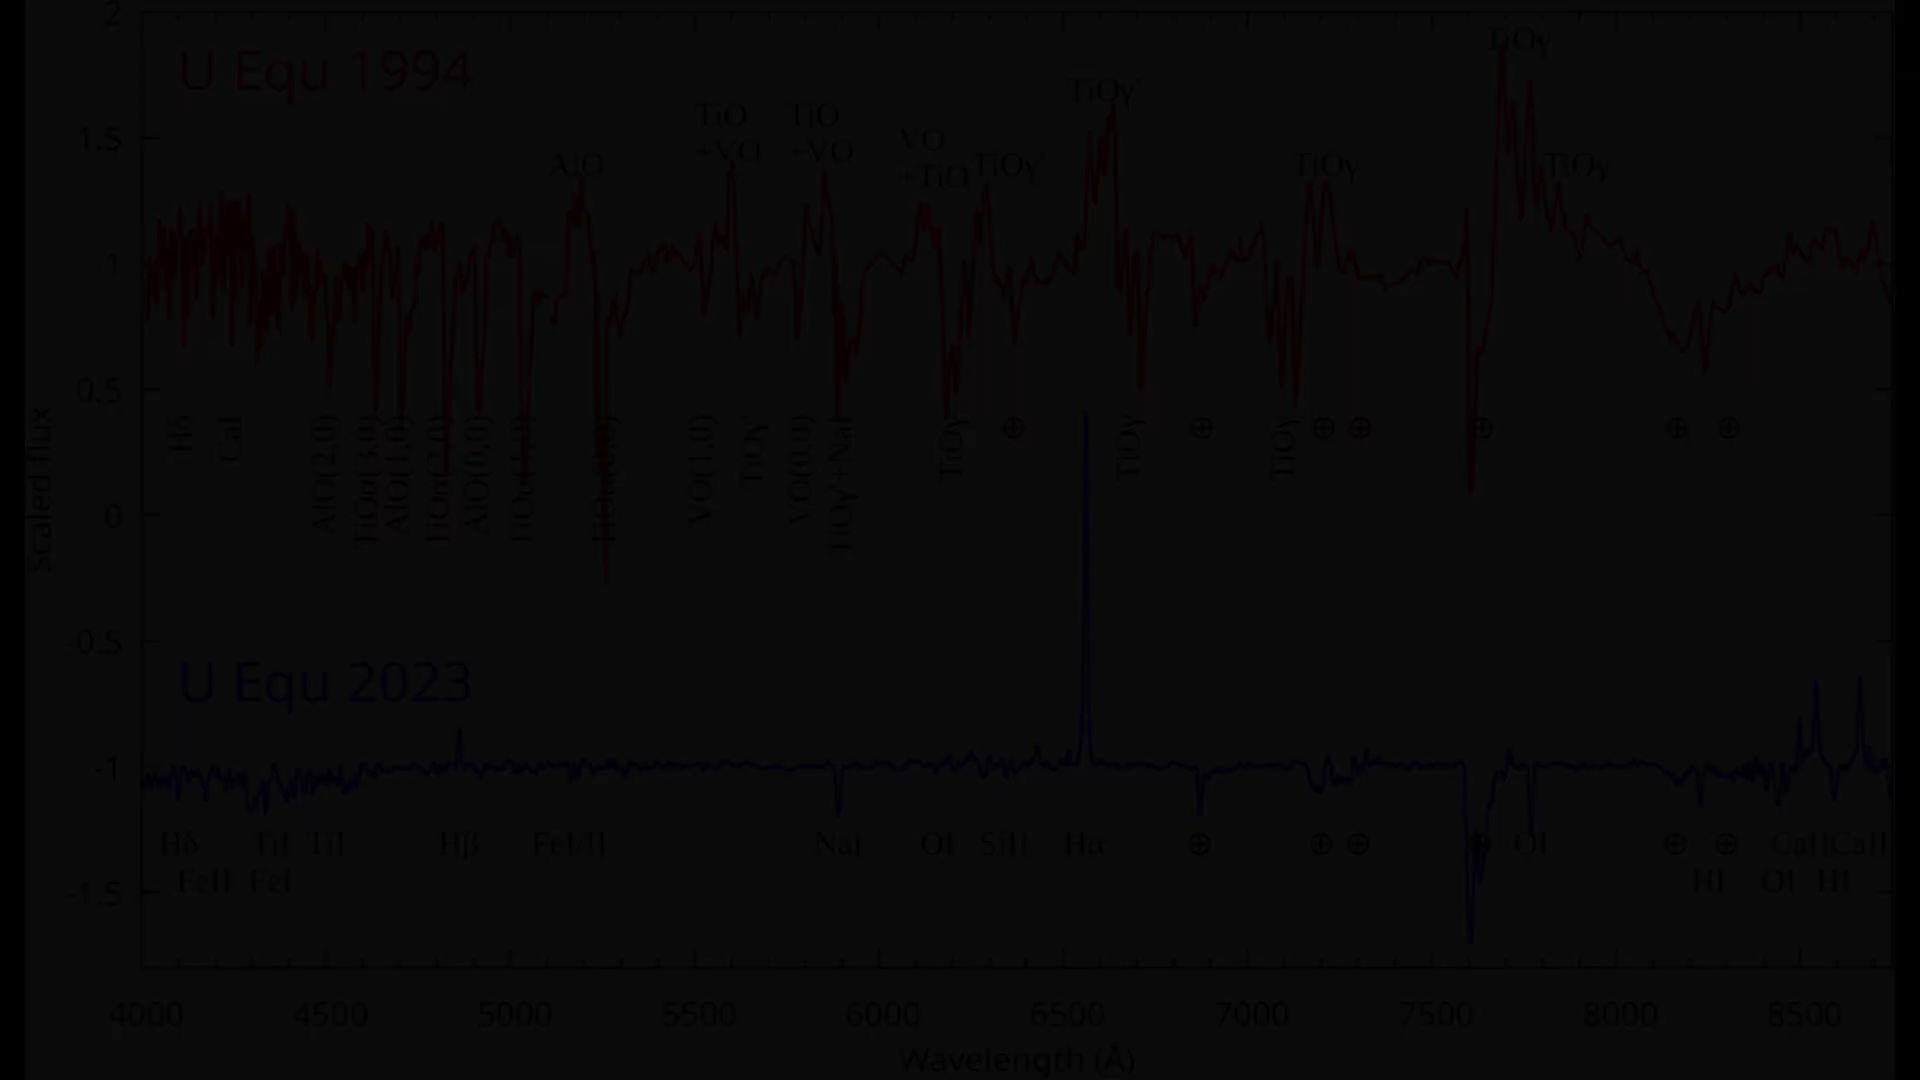 2
U Equ 1994
TiOγ
TiOγ'
TiO
+VO
TiO
+VO
VO
+TiO
TiOγ'
AlO
TiOγ
TiOγ
1.5
1
0.5
0
-0.5
-1
-1.5
Scaled flux
Hδ
CaI
AlO(2,0)
TiOα(3,0)
AlO(1,0)
TiOα(2,0)
AlO(0,0)
TiOα(1,0)
TiOα(0,0)
VO(1,0)
TiOγ'
VO(0,0)
TiOγ'+NaI
TiOγ'
⊕
TiOγ
⊕
TiOγ
⊕
⊕
⊕
⊕
⊕
U Equ 2023
Hδ TiI TiI Hβ FeI/II NaI OI SiII Hα ⊕ ⊕ ⊕ ⊕ OI ⊕ ⊕ CaII CaII
FeII FeI HI OI HI
4000 4500 5000 5500 6000 6500 7000 7500 8000 8500
Wavelength (Å)